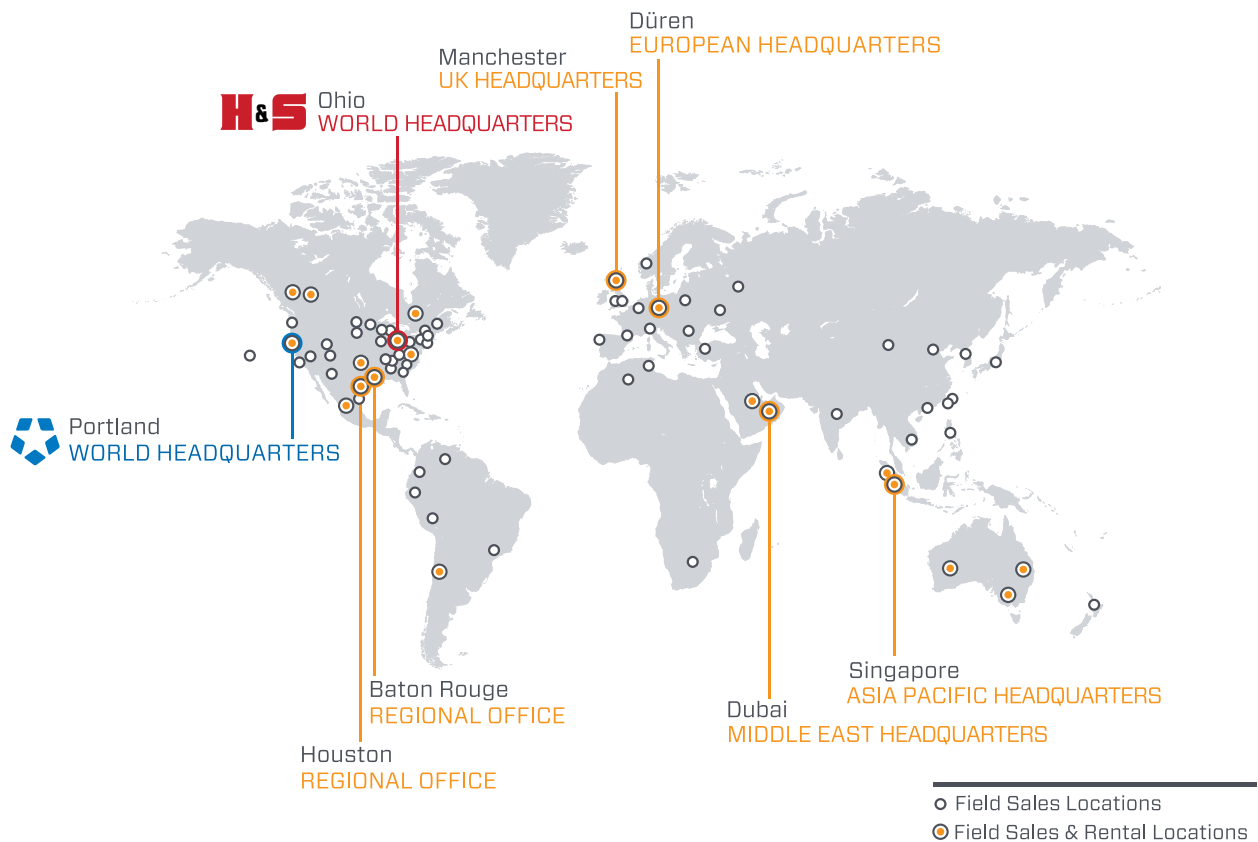 Düren
EUROPEAN HEADQUARTERS
Manchester
UK HEADQUARTERS
H&S
Ohio
WORLD HEADQUARTERS
Portland
WORLD HEADQUARTERS
Baton Rouge
REGIONAL OFFICE
Houston
REGIONAL OFFICE
Singapore
ASIA PACIFIC HEADQUARTERS
Dubai
MIDDLE EAST HEADQUARTERS
Field Sales Locations
Field Sales & Rental Locations